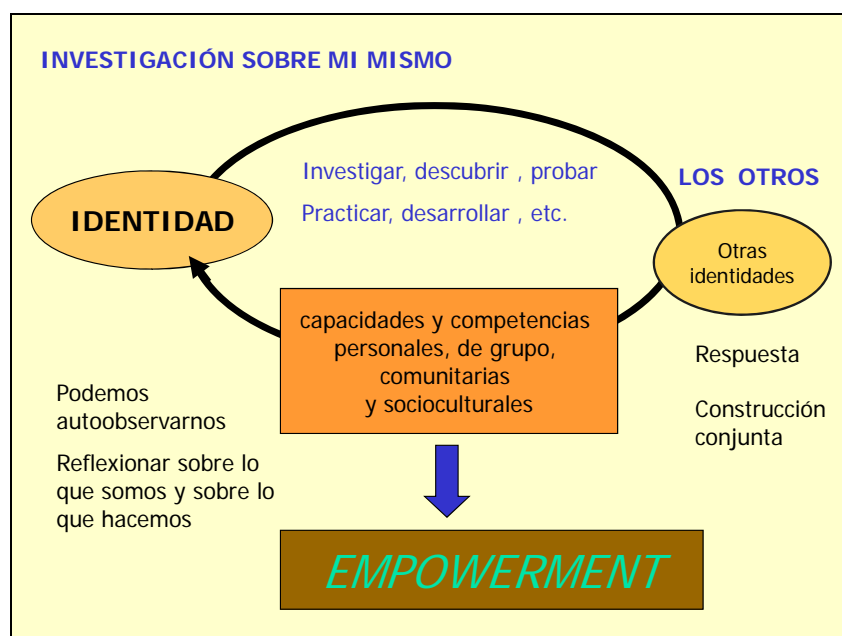 INVESTIGACIÓN SOBRE MI MISMO
Investigar, descubrir , probar
Practicar, desarrollar , etc.
LOS OTROS
IDENTIDAD
Otras
identidades
capacidades y competencias
personales, de grupo,
comunitarias
y socioculturales
Respuesta
Construcción
conjunta
Podemos
autoobservarnos
Reflexionar sobre lo
que somos y sobre lo
que hacemos
EMPOWERMENT